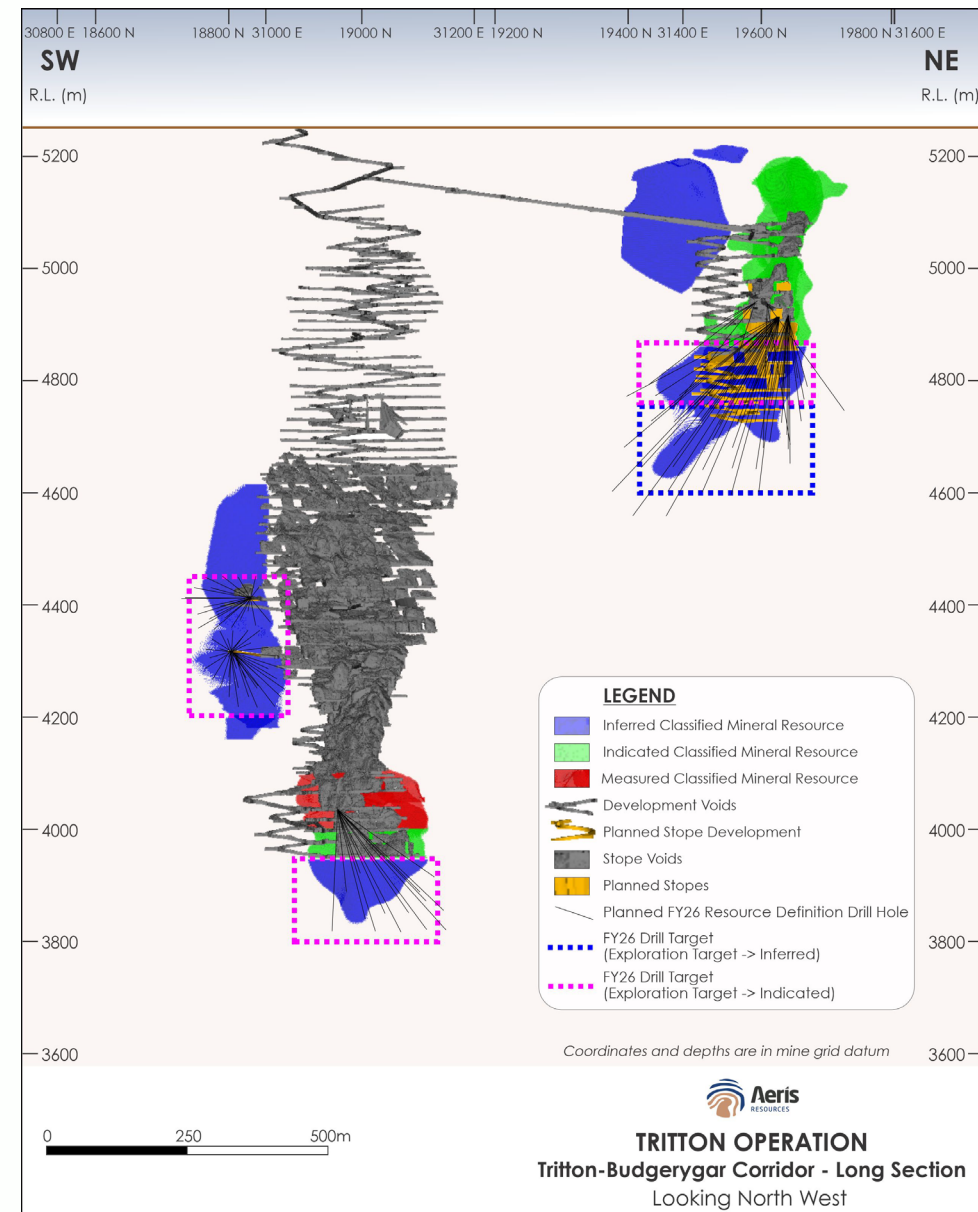 30800 E 18600 N 18800 N 31000 E 19000 N 31200 E 19200 N 19400 N 31400 E 19600 N 19800 N 31600 E
SW NE
R.L. (m) R.L. (m)
5200 5200
5000 5000
4800 4800
4600 4600
4400 4400
4200 4200
4000 4000
3800 3800
3600 3600
LEGEND
Inferred Classified Mineral Resource
Indicated Classified Mineral Resource
Measured Classified Mineral Resource
Development Voids
Planned Stope Development
Stope Voids
Planned Stopes
Planned FY26 Resource Definition Drill Hole
FY26 Drill Target
(Exploration Target -> Inferred)
FY26 Drill Target
(Exploration Target -> Indicated)
Coordinates and depths are in mine grid datum
Aeris
RESOURCES
0 250 500m
TRITTON OPERATION
Tritton-Budgerygar Corridor - Long Section
Looking North West